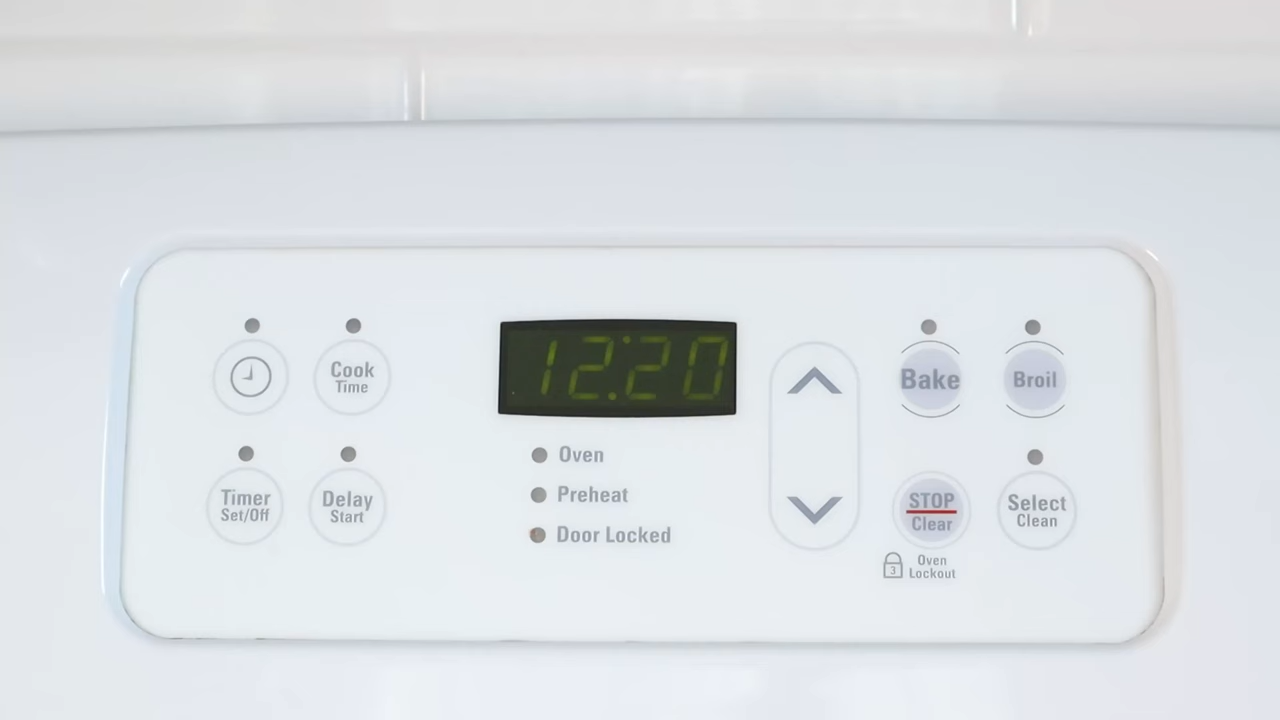 12:20
Cook
Time
Bake
Broil
Oven
Preheat
Door Locked
Timer
Set/Off
Delay
Start
STOP
Clear
Select
Clean
3
Oven
Lockout